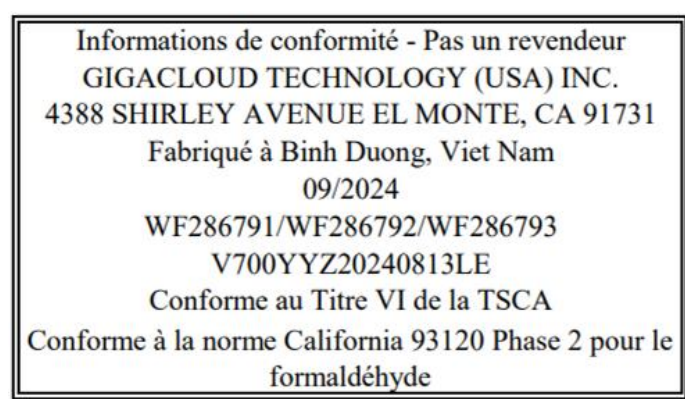 Informations de conformité - Pas un revendeur
GIGACLOUD TECHNOLOGY (USA) INC.
4388 SHIRLEY AVENUE EL MONTE, CA 91731
Fabriqué à Binh Duong, Viet Nam
09/2024
WF286791/WF286792/WF286793
V700YYZ20240813LE
Conforme au Titre VI de la TSCA
Conforme à la norme California 93120 Phase 2 pour le
formaldéhyde